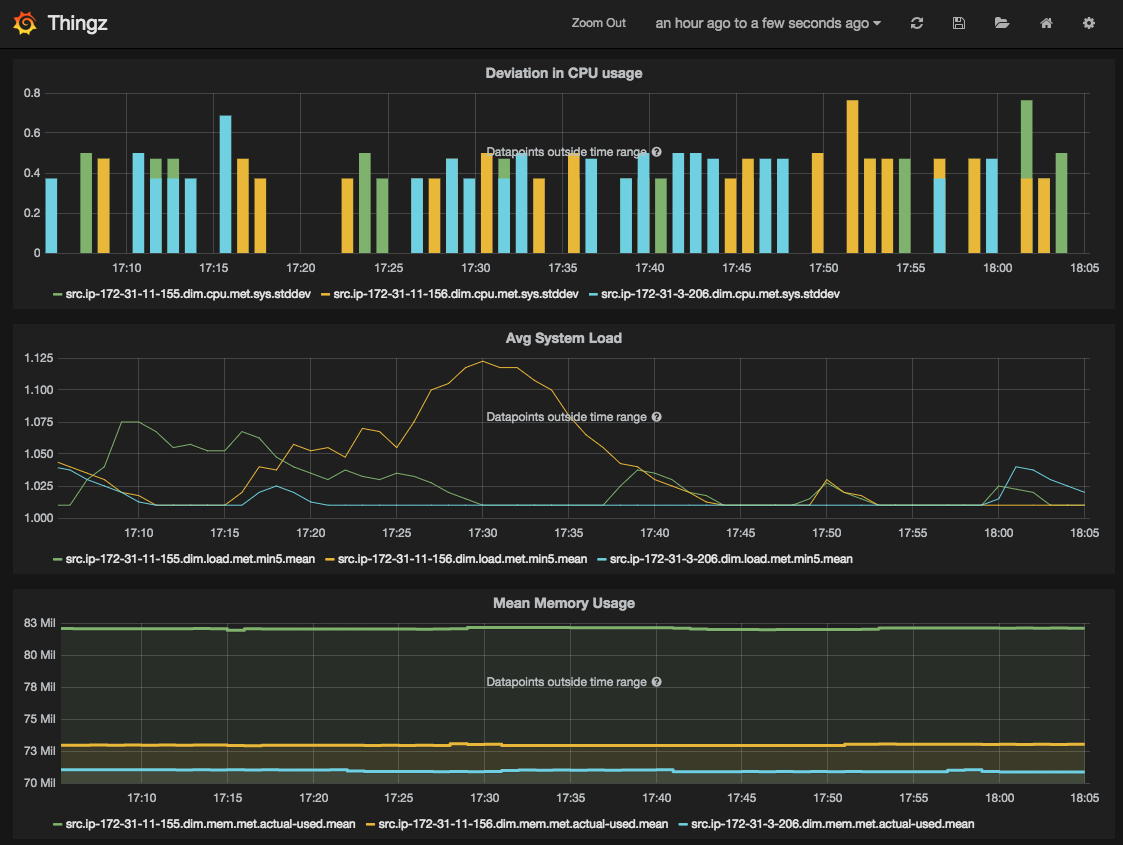 Thingz
Zoom Out an hour ago to a few seconds ago
Deviation in CPU usage
0.8
0.6
Datapoints outside time range
0.4
0.2
0
17:10 17:15 17:20 17:25 17:30 17:35 17:40 17:45 17:50 17:55 18:00 18:05
src.ip-172-31-11-155.dim.cpu.met.sys.stddev src.ip-172-31-11-156.dim.cpu.met.sys.stddev src.ip-172-31-3-206.dim.cpu.met.sys.stddev
Avg System Load
1.125
1.100
1.075
Datapoints outside time range
1.050
1.025
1.000
17:10 17:15 17:20 17:25 17:30 17:35 17:40 17:45 17:50 17:55 18:00 18:05
src.ip-172-31-11-155.dim.load.met.min5.mean src.ip-172-31-11-156.dim.load.met.min5.mean src.ip-172-31-3-206.dim.load.met.min5.mean
Mean Memory Usage
83 Mil
80 Mil
Datapoints outside time range
78 Mil
75 Mil
73 Mil
70 Mil
17:10 17:15 17:20 17:25 17:30 17:35 17:40 17:45 17:50 17:55 18:00 18:05
src.ip-172-31-11-155.dim.mem.met.actual-used.mean src.ip-172-31-11-156.dim.mem.met.actual-used.mean src.ip-172-31-3-206.dim.mem.met.actual-used.mean